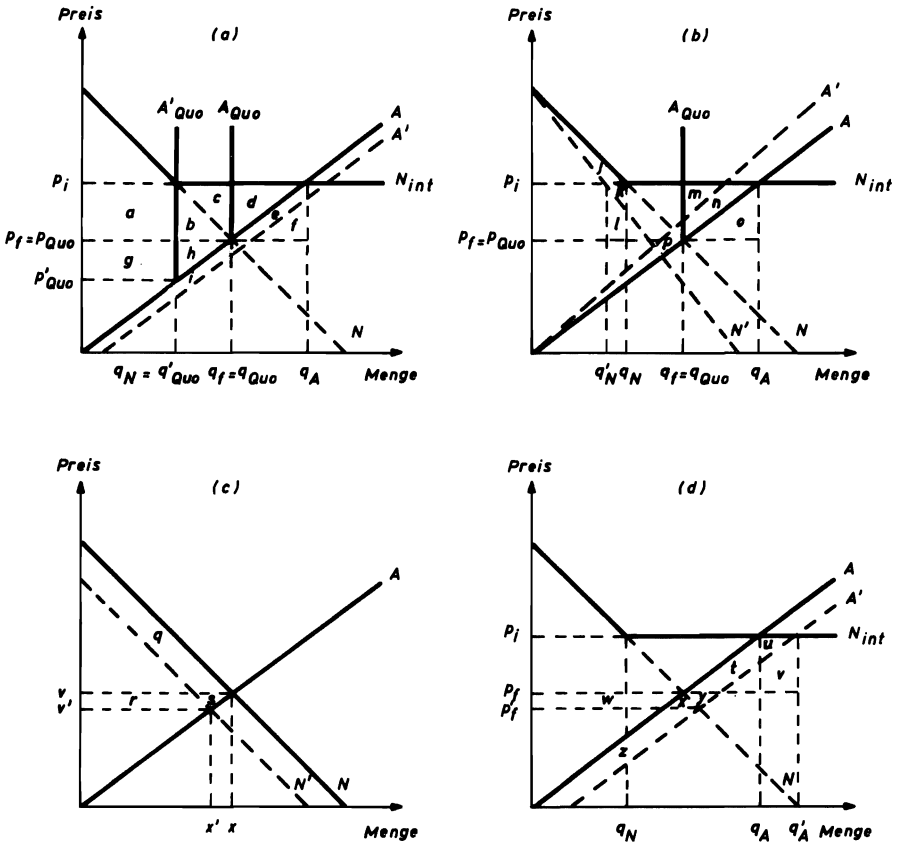 Preis
(a)
A'Quo AQuo
A
A'
pi
Nint
c
d
a
e
b
f
pf=pQuo
h
g
i
p'Quo
N
qN = q'Quo qf=qQuo qA Menge
Preis
(b)
AQuo
A'
A
j
pi
Nint
k
m
n
l
o
pf=pQuo
p
N' N
q'N qN qf=qQuo qA Menge
Preis
(c)
A
q
v
r
s
v'
N' N
x' x Menge
Preis
(d)
A
A'
pi
Nint
u
t
v
pf
w
x y
p'f
z
N
qN qA q'A Menge